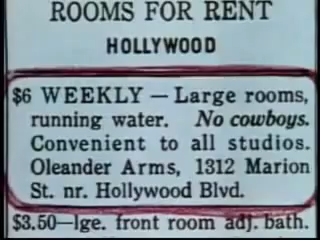 ROOMS FOR RENT
HOLLYWOOD
$6 WEEKLY — Large rooms,
running water. No cowboys.
Convenient to all studios.
Oleander Arms, 1312 Marion
St. nr. Hollywood Blvd.
$3.50—lge. front room adj. bath.